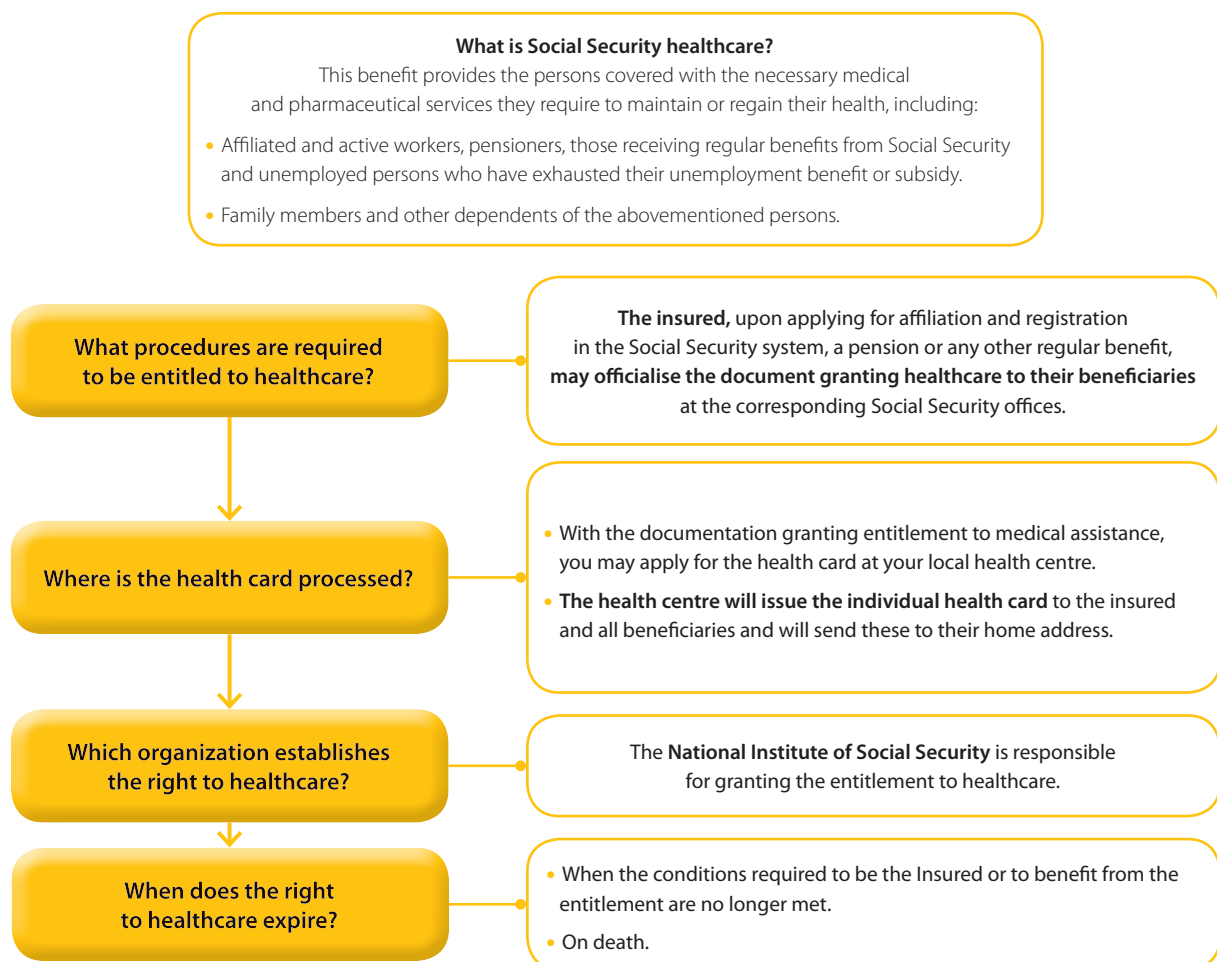 What is Social Security healthcare?
This benefit provides the persons covered with the necessary medical
and pharmaceutical services they require to maintain or regain their health, including:
• Affiliated and active workers, pensioners, those receiving regular benefits from Social Security
and unemployed persons who have exhausted their unemployment benefit or subsidy.
• Family members and other dependents of the abovementioned persons.
What procedures are required
to be entitled to healthcare?
The insured, upon applying for affiliation and registration
in the Social Security system, a pension or any other regular benefit,
may officialise the document granting healthcare to their beneficiaries
at the corresponding Social Security offices.
Where is the health card processed?
• With the documentation granting entitlement to medical assistance,
you may apply for the health card at your local health centre.
• The health centre will issue the individual health card to the insured
and all beneficiaries and will send these to their home address.
Which organization establishes
the right to healthcare?
The National Institute of Social Security is responsible
for granting the entitlement to healthcare.
When does the right
to healthcare expire?
• When the conditions required to be the Insured or to benefit from the
entitlement are no longer met.
• On death.